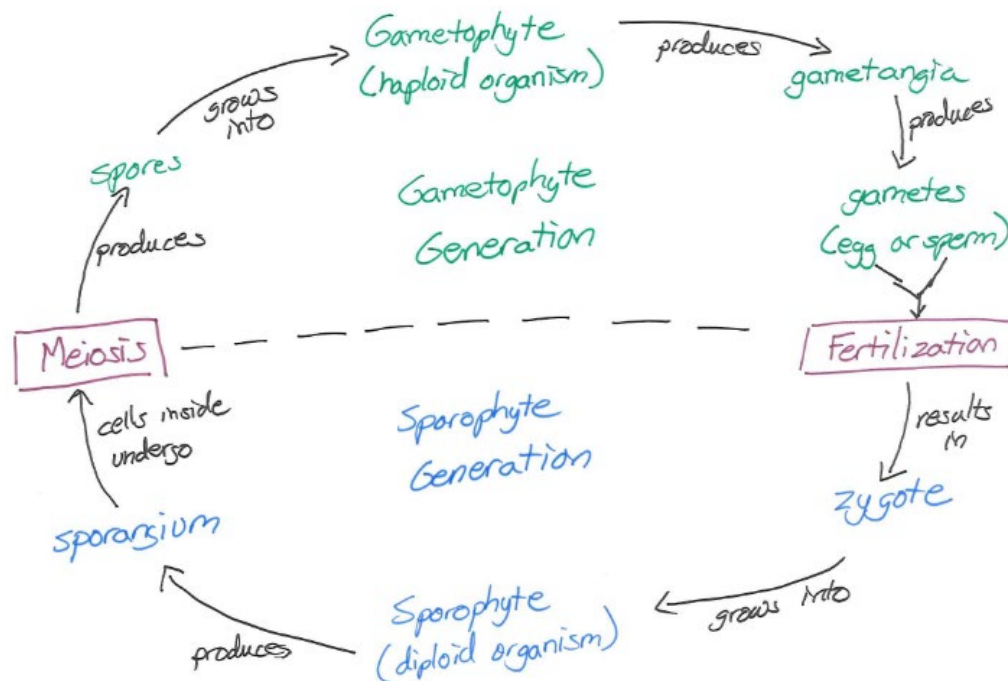 Gametophyte
(haploid organism)
produces
gametangia
produces
gametes
(egg or sperm)
Fertilization
results
in
zygote
grows into
Sporophyte
(diploid organism)
produces
sporangium
cells inside
undergo
Meiosis
produces
spores
grows
into
Gametophyte
Generation
Sporophyte
Generation